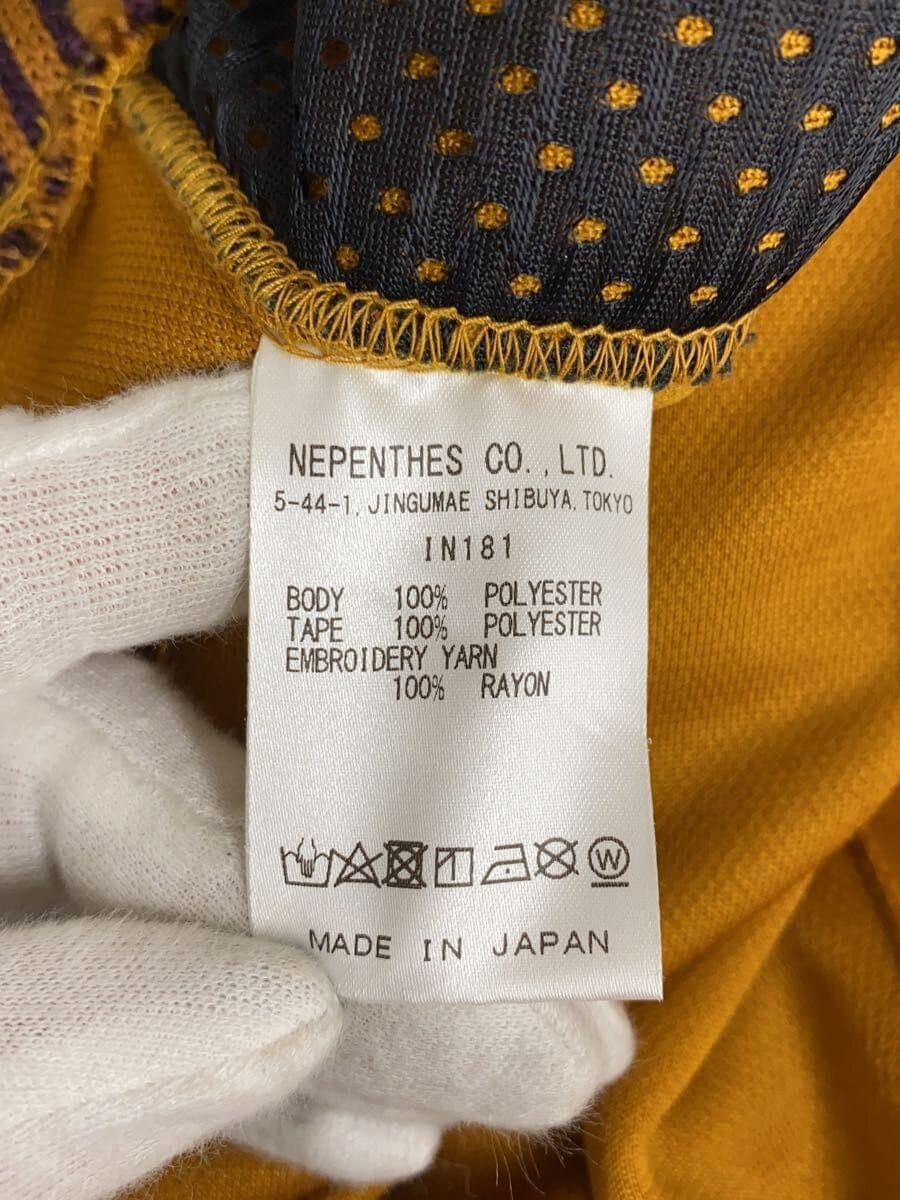 NEPENTHES CO.,LTD.
5-44-1, JINGUMAE SHIBUYA, TOKYO
IN181
BODY 100% POLYESTER
TAPE 100% POLYESTER
EMBROIDERY YARN
100% RAYON
W
MADE IN JAPAN